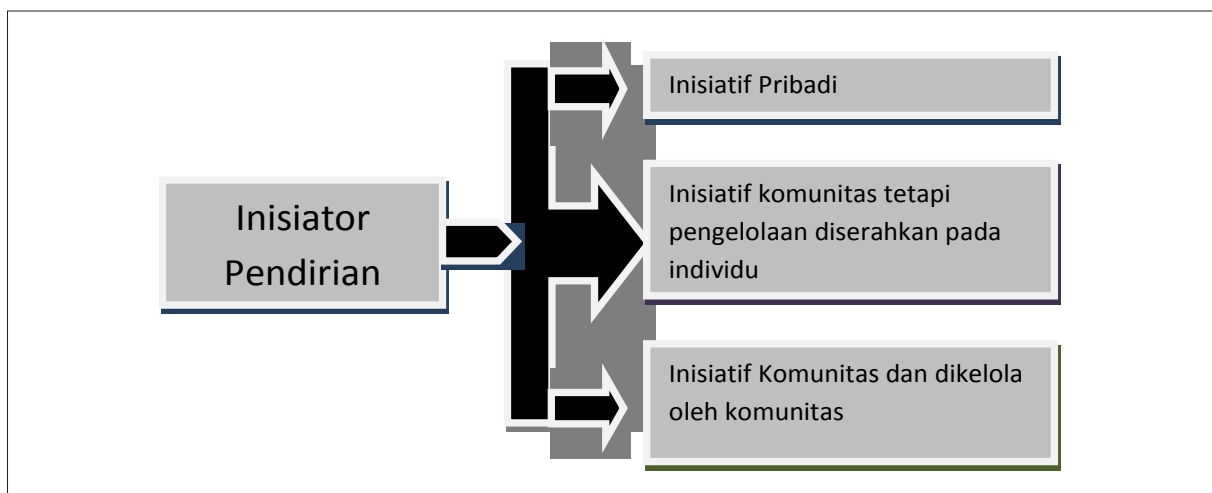 Inisiator
Pendirian
Inisiatif Pribadi
Inisiatif komunitas tetapi
pengelolaan diserahkan pada
individu
Inisiatif Komunitas dan dikelola
oleh komunitas